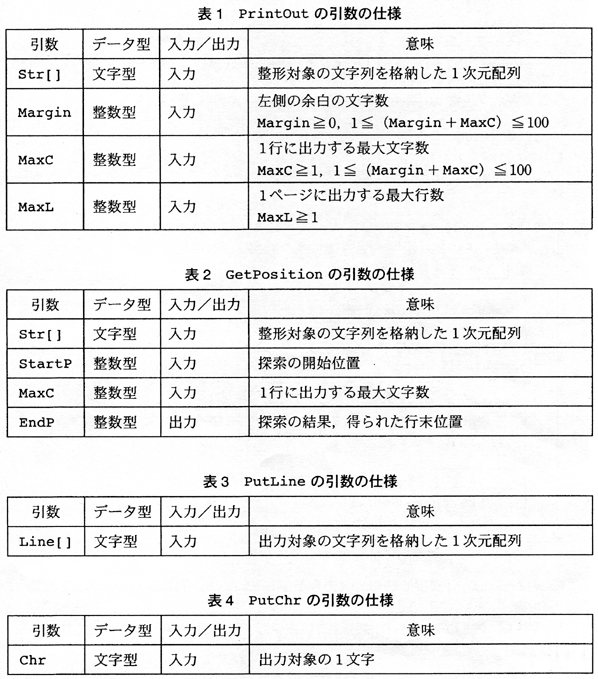 表1 PrintOut の引数の仕様
引数 データ型 入力／出力 意味
Str[] 文字型 入力 整形対象の文字列を格納した1次元配列
Margin 整数型 入力 左側の余白の文字数
Margin≧0, 1≦（Margin＋MaxC）≦100
MaxC 整数型 入力 1行に出力する最大文字数
MaxC≧1, 1≦（Margin＋MaxC）≦100
MaxL 整数型 入力 1ページに出力する最大行数
MaxL≧1
表2 GetPosition の引数の仕様
引数 データ型 入力／出力 意味
Str[] 文字型 入力 整形対象の文字列を格納した1次元配列
StartP 整数型 入力 探索の開始位置
MaxC 整数型 入力 1行に出力する最大文字数
EndP 整数型 出力 探索の結果，得られた行末位置
表3 PutLine の引数の仕様
引数 データ型 入力／出力 意味
Line[] 文字型 入力 出力対象の文字列を格納した1次元配列
表4 PutChr の引数の仕様
引数 データ型 入力／出力 意味
Chr 文字型 入力 出力対象の1文字